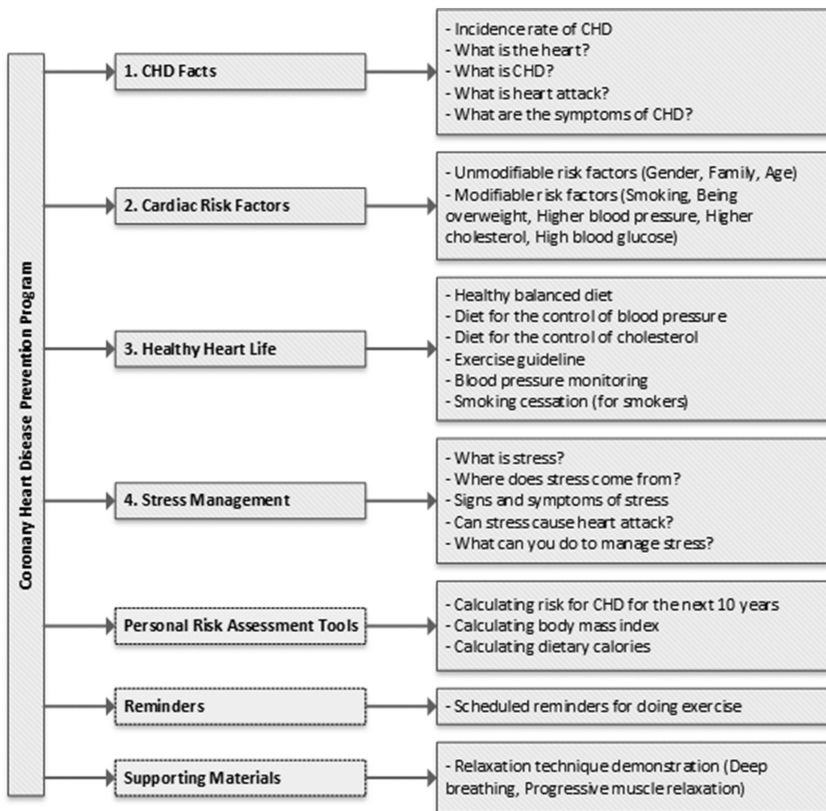 Coronary Heart Disease Prevention Program
1. CHD Facts
- Incidence rate of CHD
- What is the heart?
- What is CHD?
- What is heart attack?
- What are the symptoms of CHD?
2. Cardiac Risk Factors
- Unmodifiable risk factors (Gender, Family, Age)
- Modifiable risk factors (Smoking, Being
overweight, Higher blood pressure, Higher
cholesterol, High blood glucose)
3. Healthy Heart Life
- Healthy balanced diet
- Diet for the control of blood pressure
- Diet for the control of cholesterol
- Exercise guideline
- Blood pressure monitoring
- Smoking cessation (for smokers)
4. Stress Management
- What is stress?
- Where does stress come from?
- Signs and symptoms of stress
- Can stress cause heart attack?
- What can you do to manage stress?
Personal Risk Assessment Tools
- Calculating risk for CHD for the next 10 years
- Calculating body mass index
- Calculating dietary calories
Reminders
- Scheduled reminders for doing exercise
Supporting Materials
- Relaxation technique demonstration (Deep
breathing, Progressive muscle relaxation)